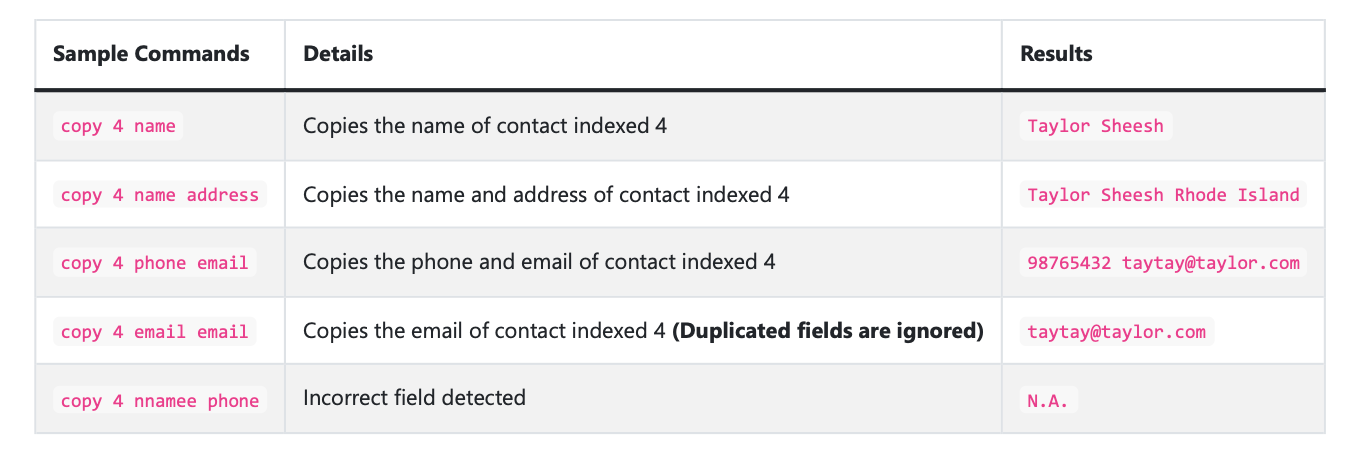 Sample Commands Details Results
copy 4 name Copies the name of contact indexed 4 Taylor Sheesh
copy 4 name address Copies the name and address of contact indexed 4 Taylor Sheesh Rhode Island
copy 4 phone email Copies the phone and email of contact indexed 4 98765432 taytay@taylor.com
copy 4 email email Copies the email of contact indexed 4 (Duplicated fields are ignored) taytay@taylor.com
copy 4 nnamee phone Incorrect field detected N.A.